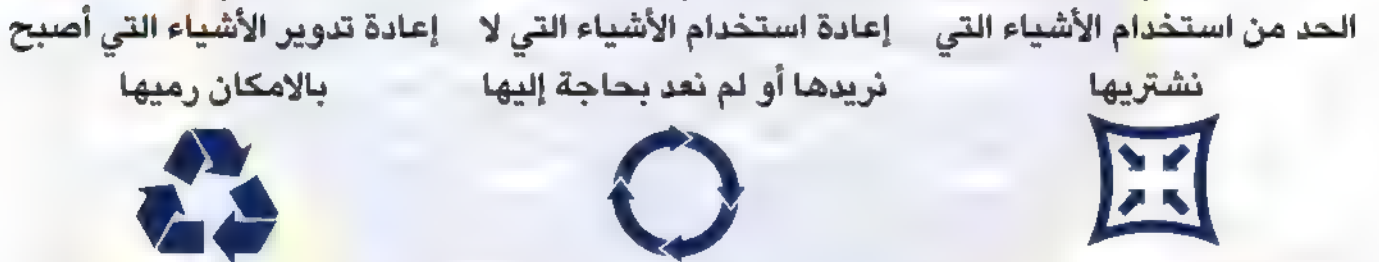 الحد من استخدام الأشياء التي
نشتريها
إعادة استخدام الأشياء التي لا
نريدها أو لم نعد بحاجة إليها
إعادة تدوير الأشياء التي أصبح
بالامكان رميها